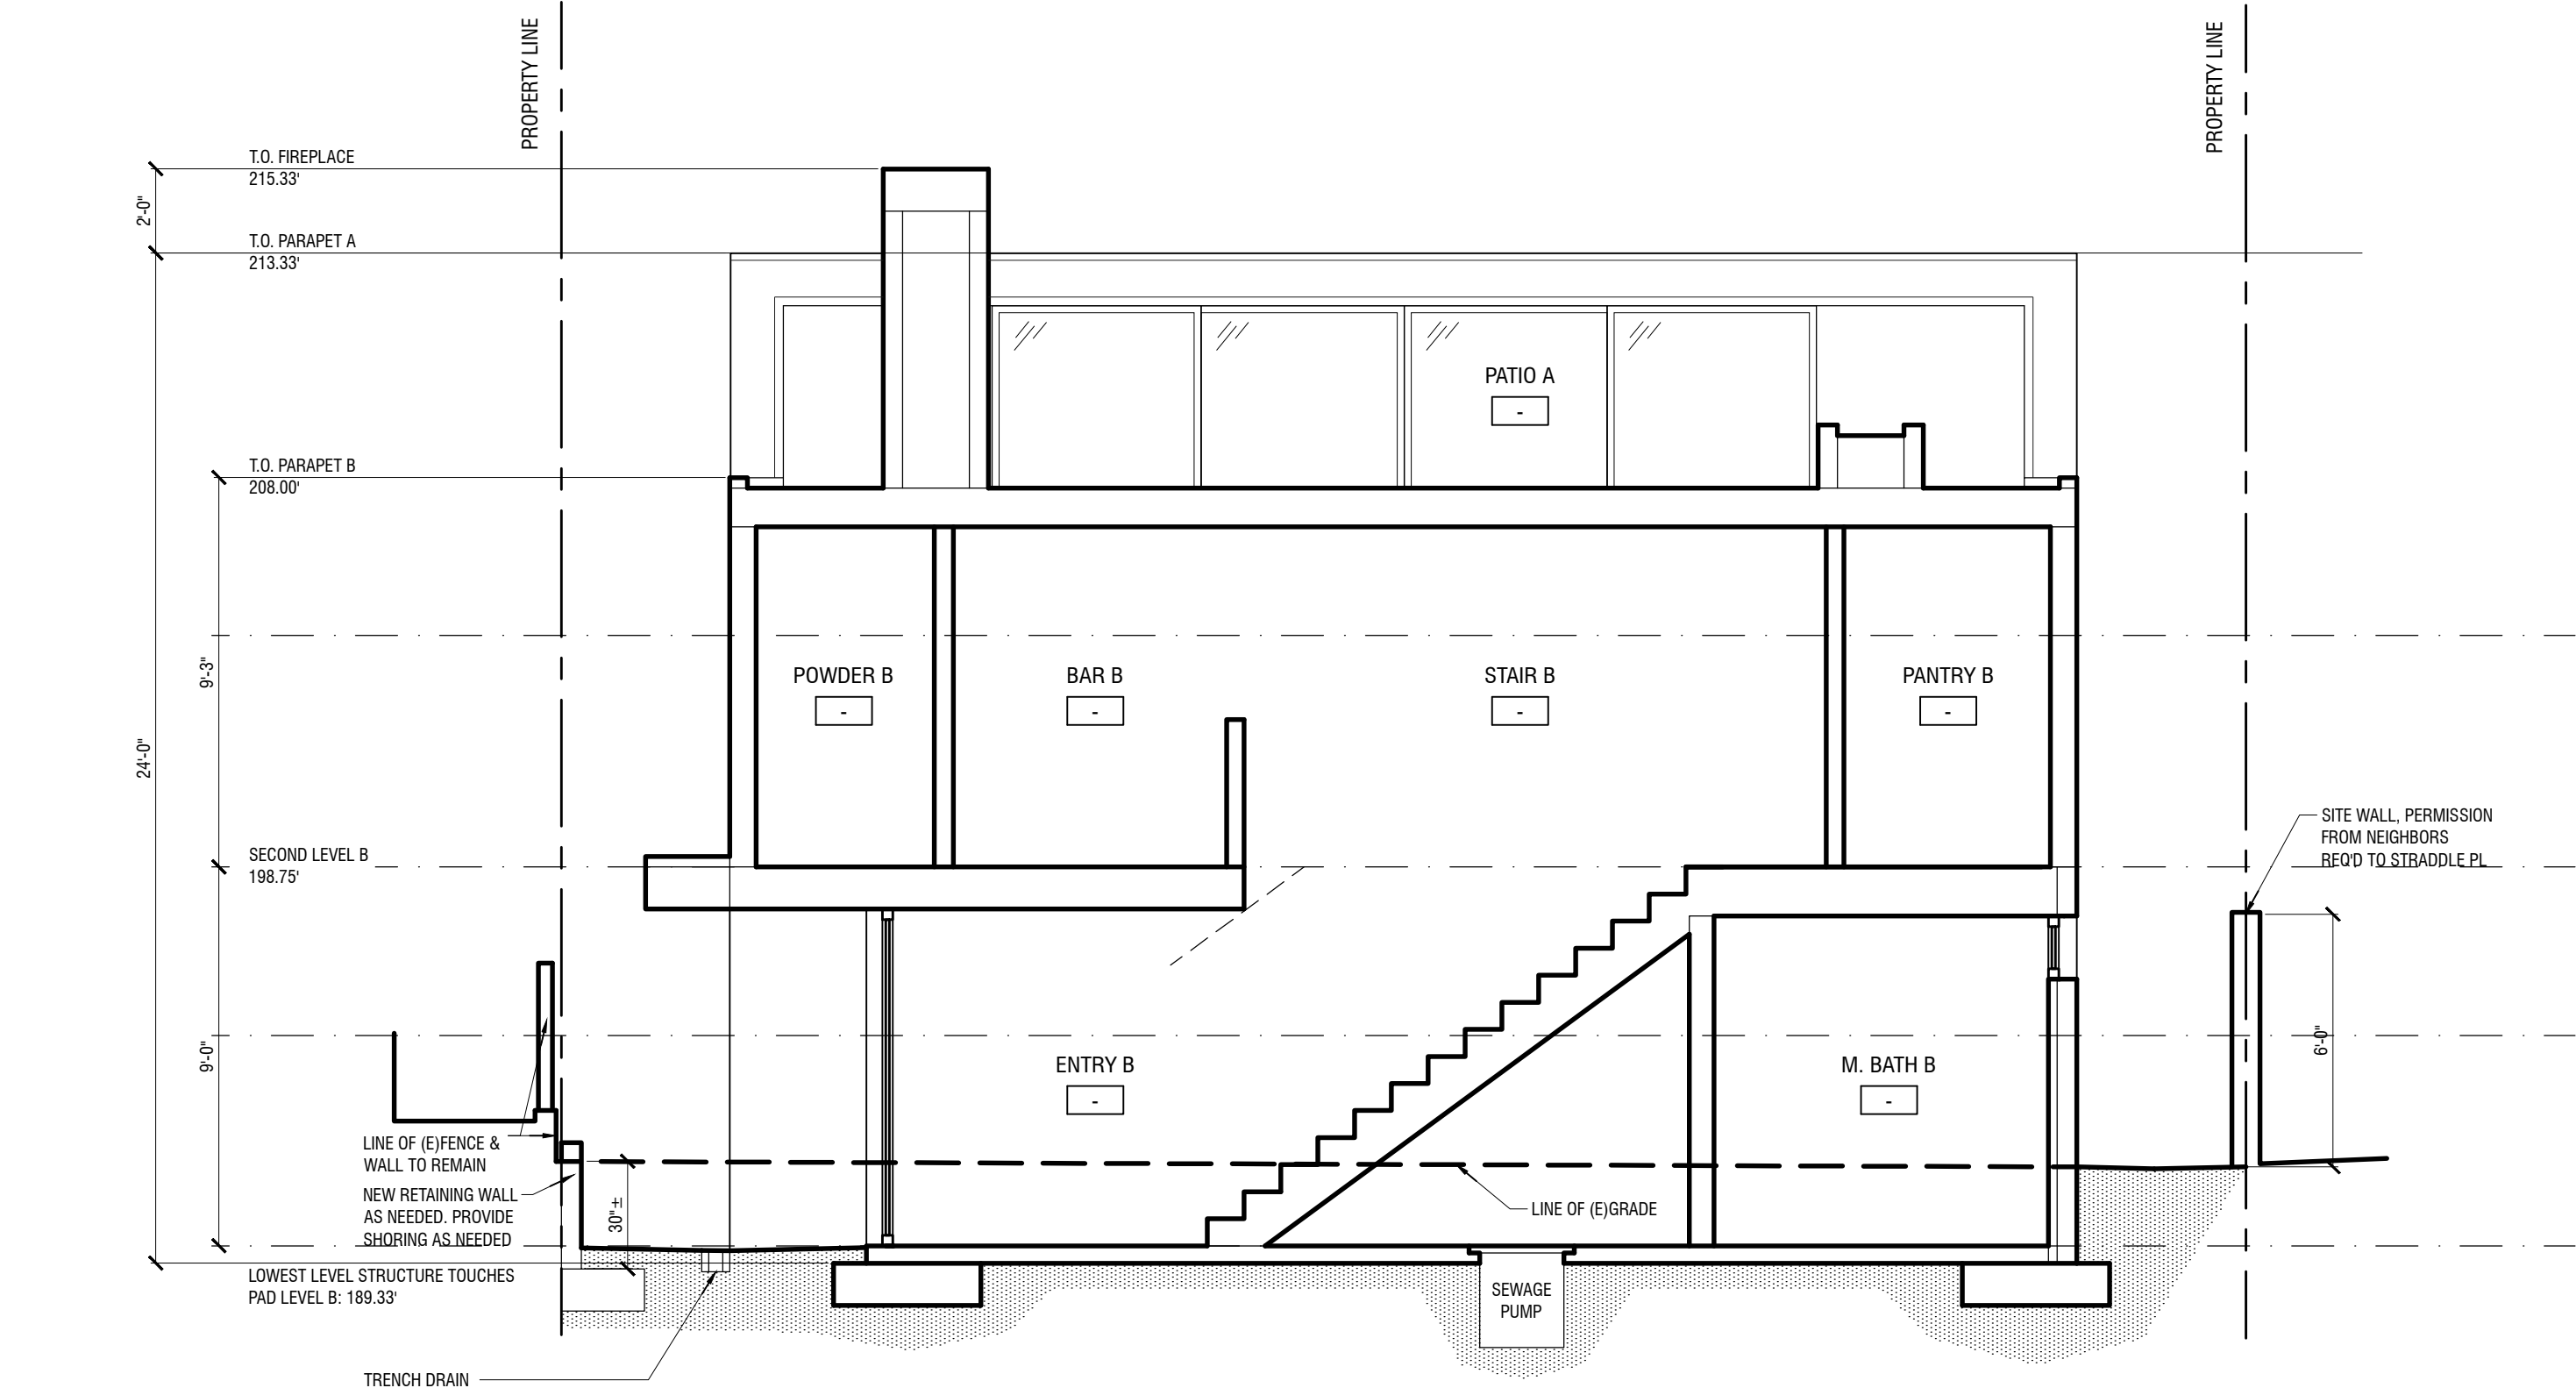 PROPERTY LINE
PROPERTY LINE
T.O. FIREPLACE
215.33'
2'-0"
T.O. PARAPET A
213.33'
PATIO A
-
T.O. PARAPET B
208.00'
9'-3"
POWDER B
-
BAR B
-
STAIR B
-
PANTRY B
-
24'-0"
SECOND LEVEL B
198.75'
SITE WALL, PERMISSION
FROM NEIGHBORS
REQ'D TO STRADDLE PL
9'-0"
6'-0"
ENTRY B
-
M. BATH B
-
LINE OF (E)FENCE &
WALL TO REMAIN
NEW RETAINING WALL
AS NEEDED. PROVIDE
SHORING AS NEEDED
30"±
LINE OF (E)GRADE
LOWEST LEVEL STRUCTURE TOUCHES
PAD LEVEL B: 189.33'
SEWAGE
PUMP
TRENCH DRAIN